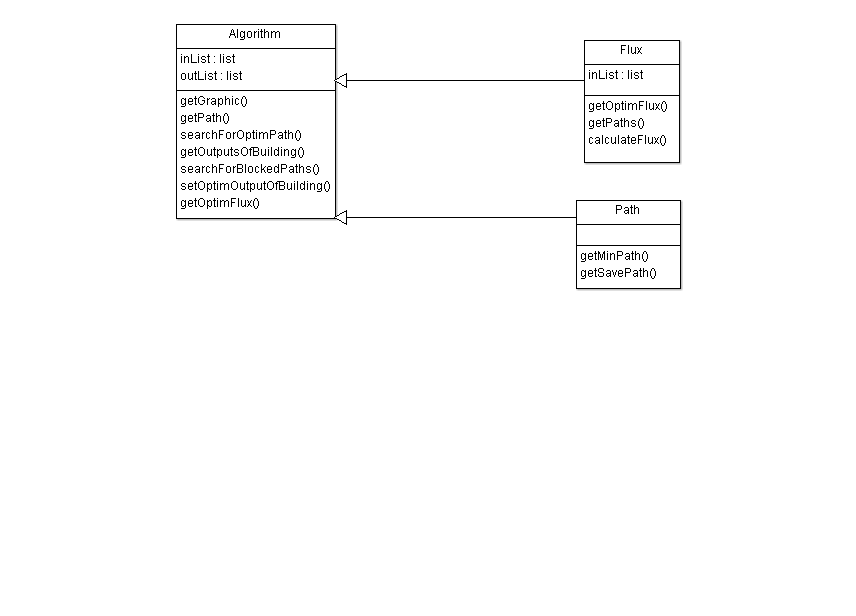 Algorithm
inList : list
outList : list
getGraphic()
getPath()
searchForOptimPath()
getOutputsOfBuilding()
searchForBlockedPaths()
setOptimOutputOfBuilding()
getOptimFlux()
Flux
inList : list
getOptimFlux()
getPaths()
calculateFlux()
Path
getMinPath()
getSavePath()